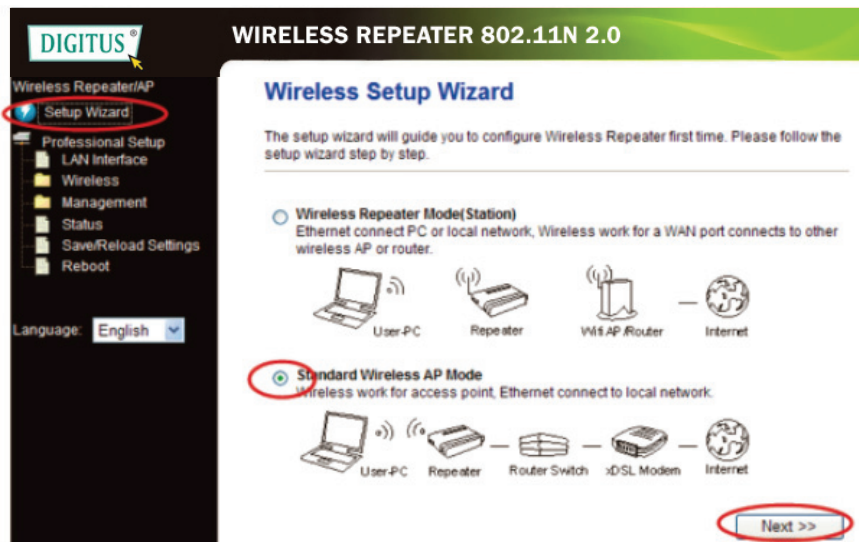 DIGITUS®
WIRELESS REPEATER 802.11N 2.0
Wireless Repeater/AP
Setup Wizard
Professional Setup
LAN Interface
Wireless
Management
Status
Save/Reload Settings
Reboot
Language: English
Wireless Setup Wizard
The setup wizard will guide you to configure Wireless Repeater first time. Please follow the
setup wizard step by step.
Wireless Repeater Mode(Station)
Ethernet connect PC or local network, Wireless work for a WAN port connects to other
wireless AP or router.
User-PC Repeater Wifi AP /Router Internet
Standard Wireless AP Mode
Wireless work for access point, Ethernet connect to local network.
User-PC Repeater Router Switch xDSL Modem Internet
Next >>